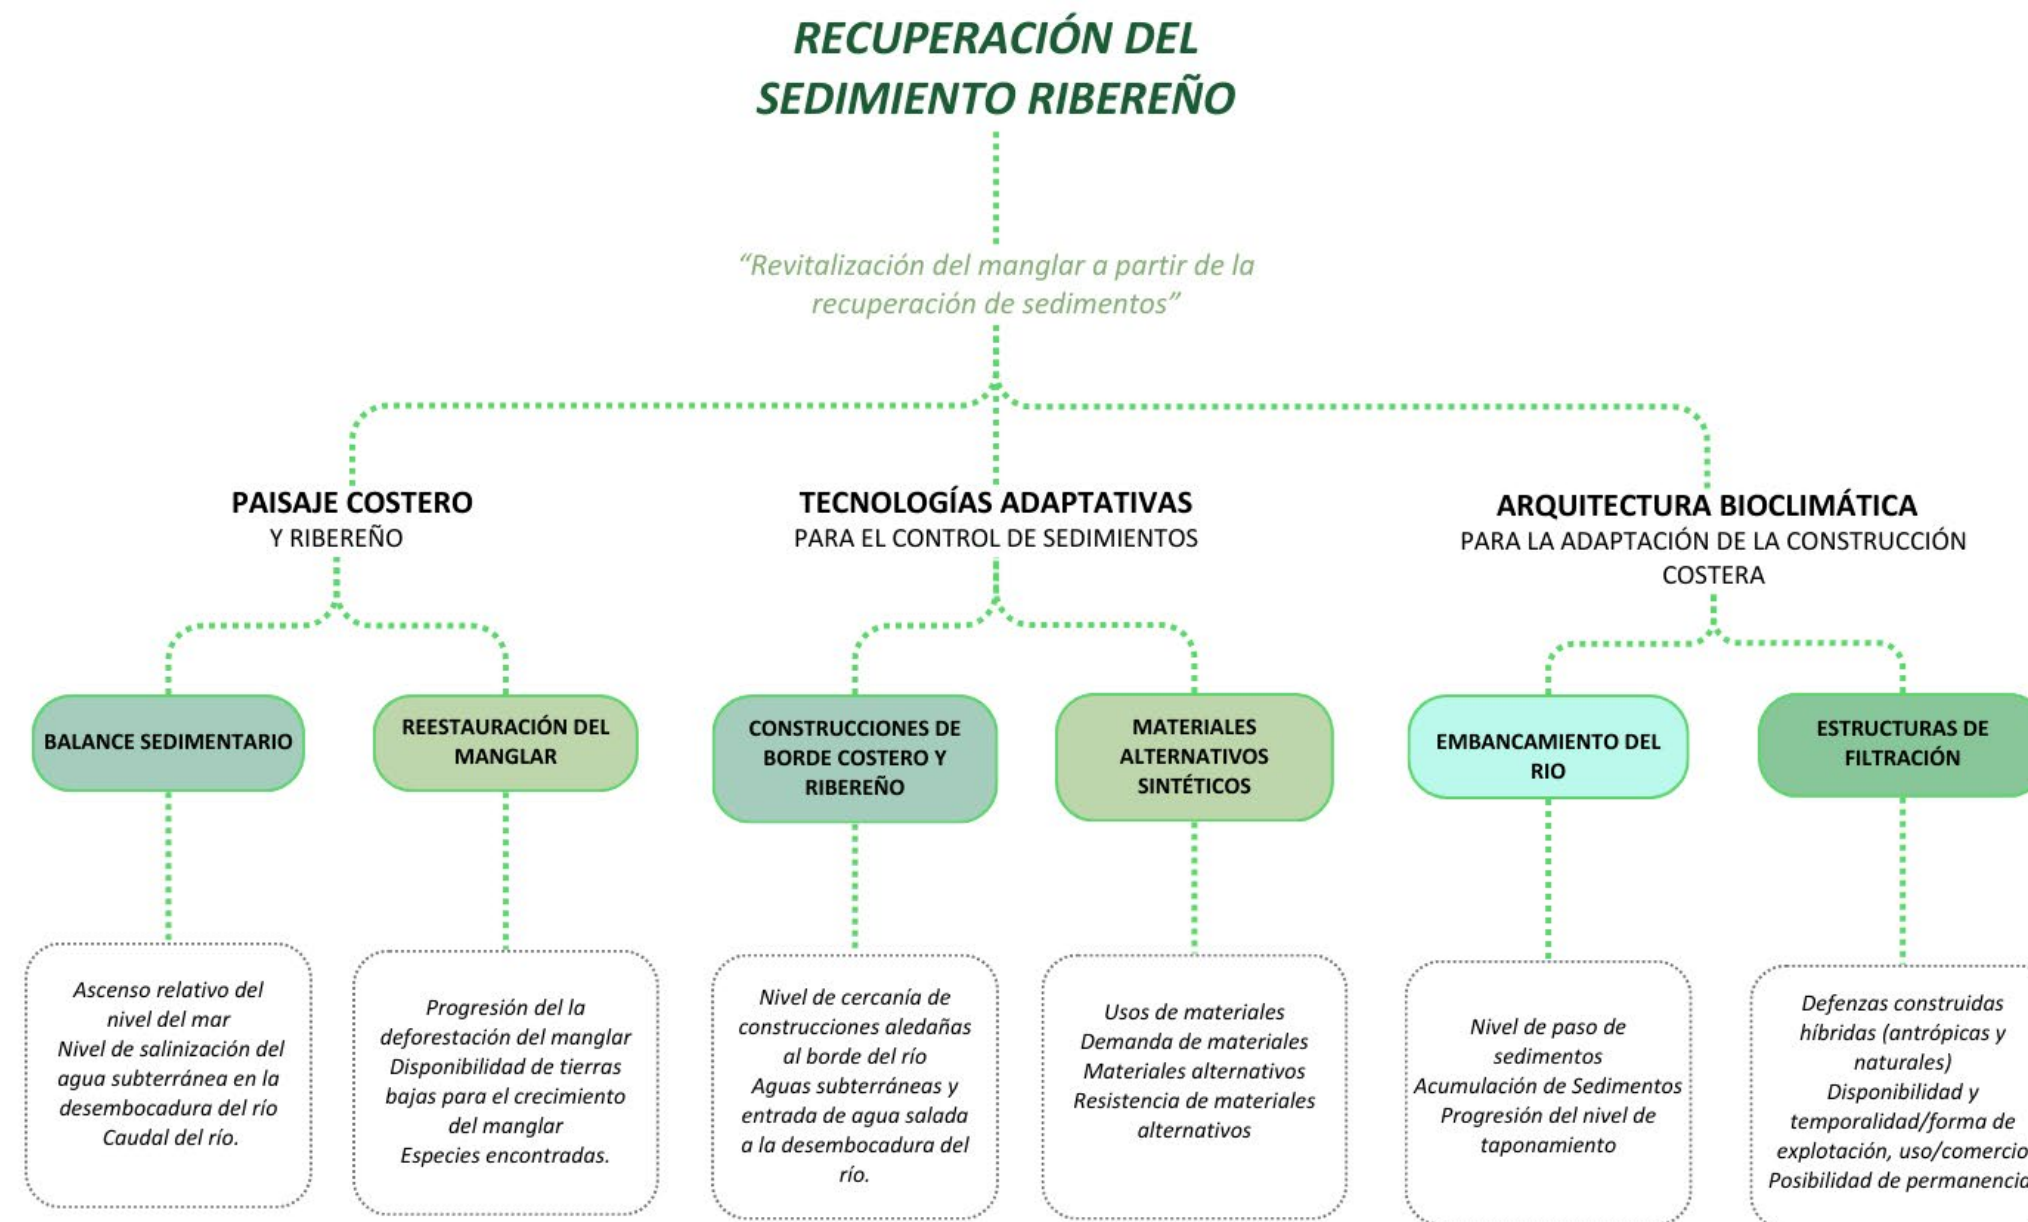 RECUPERACIÓN DEL
SEDIMIENTO RIBEREÑO
“Revitalización del manglar a partir de la
recuperación de sedimentos”
PAISAJE COSTERO
Y RIBEREÑO
TECNOLOGÍAS ADAPTATIVAS
PARA EL CONTROL DE SEDIMIENTOS
ARQUITECTURA BIOCLIMÁTICA
PARA LA ADAPTACIÓN DE LA CONSTRUCCIÓN
COSTERA
BALANCE SEDIMENTARIO
REESTAURACIÓN DEL
MANGLAR
CONSTRUCCIONES DE
BORDE COSTERO Y
RIBEREÑO
MATERIALES
ALTERNATIVOS
SINTÉTICOS
EMBANCAMIENTO DEL
RIO
ESTRUCTURAS DE
FILTRACIÓN
Ascenso relativo del
nivel del mar
Nivel de salinización del
agua subterránea en la
desembocadura del río
Caudal del río.
Progresión del la
deforestación del manglar
Disponibilidad de tierras
bajas para el crecimiento
del manglar
Especies encontradas.
Nivel de cercanía de
construcciones aledañas
al borde del río
Aguas subterráneas y
entrada de agua salada
a la desembocadura del
río.
Usos de materiales
Demanda de materiales
Materiales alternativos
Resistencia de materiales
alternativos
Nivel de paso de
sedimentos
Acumulación de Sedimentos
Progresión del nivel de
taponamiento
Defenzas construidas
híbridas (antrópicas y
naturales)
Disponibilidad y
temporalidad/forma de
explotación, uso/comercio
Posibilidad de permanencia